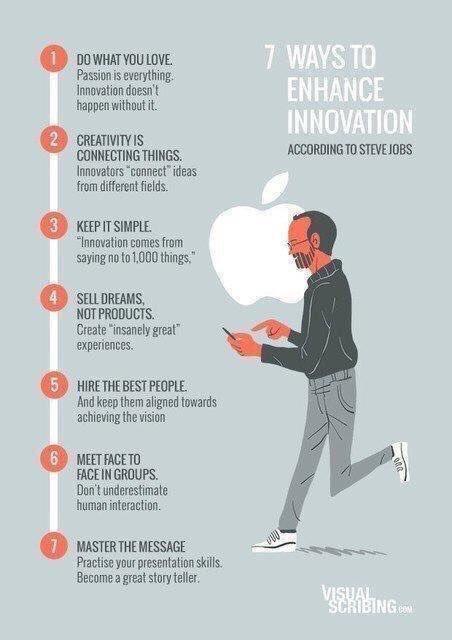 7 WAYS TO
ENHANCE
INNOVATION
ACCORDING TO STEVE JOBS
1
DO WHAT YOU LOVE.
Passion is everything.
Innovation doesn't
happen without it.
2
CREATIVITY IS
CONNECTING THINGS.
Innovators "connect" ideas
from different fields.
3
KEEP IT SIMPLE.
"Innovation comes from
saying no to 1,000 things,"
4
SELL DREAMS,
NOT PRODUCTS.
Create "insanely great"
experiences.
5
HIRE THE BEST PEOPLE.
And keep them aligned towards
achieving the vision
6
MEET FACE TO
FACE IN GROUPS.
Don't underestimate
human interaction.
7
MASTER THE MESSAGE
Practise your presentation skills.
Become a great story teller.
VISUAL
SCRIBING.COM